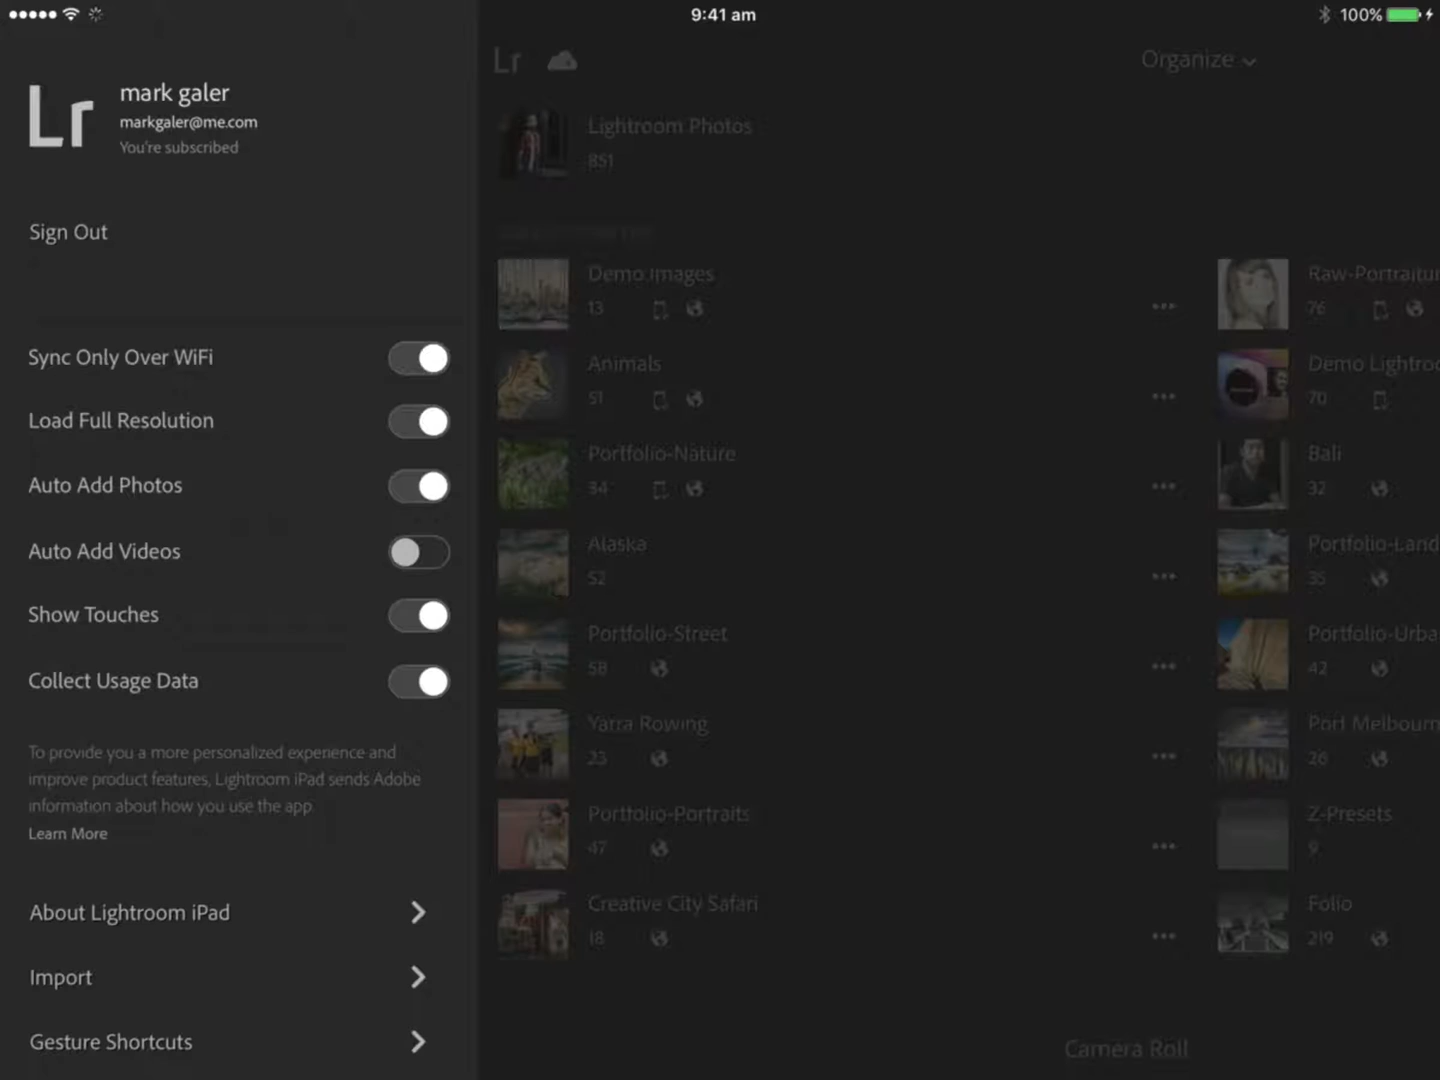 9:41 am
100%
Lr
mark galer
markgaler@me.com
You're subscribed
Sign Out
Sync Only Over WiFi
Load Full Resolution
Auto Add Photos
Auto Add Videos
Show Touches
Collect Usage Data
To provide you a more personalized experience and
improve product features, Lightroom iPad sends Adobe
information about how you use the app.
Learn More
About Lightroom iPad
Import
Gesture Shortcuts
Lr
Organize
Lightroom Photos
851
Demo Images
13
Animals
51
Portfolio-Nature
34
Alaska
52
Portfolio-Street
58
Yarra Rowing
23
Portfolio-Portraits
47
Creative City Safari
18
Raw-Portraitur
76
Demo Lightroo
70
Bali
32
Portfolio-Land
35
Portfolio-Urba
42
Port Melbourn
26
Z-Presets
9
Folio
219
Camera Roll